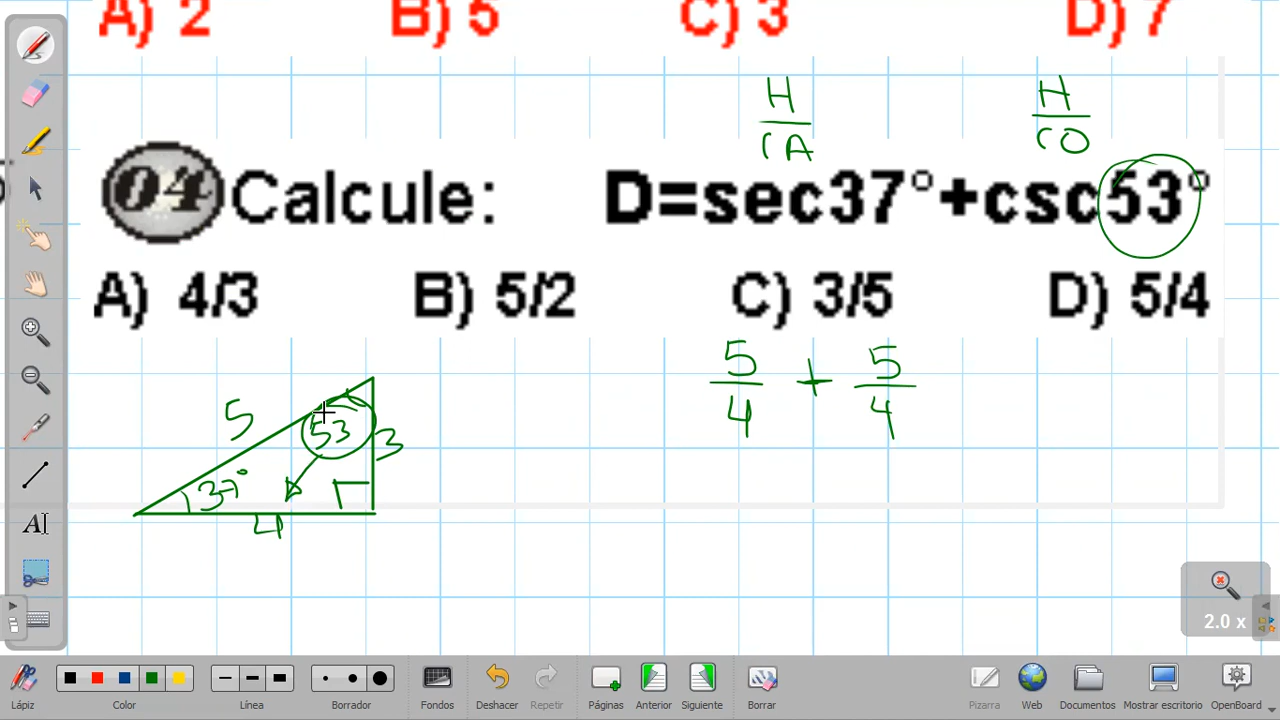 A) 2 B) 5 C) 3 D) 7
H/CA H/CO
04 Calcule: D=sec37°+csc53°
A) 4/3 B) 5/2 C) 3/5 D) 5/4
5/4 + 5/4
5 53 3
37°
4
AI
2.0 x
Lápiz Color Línea Borrador Fondos Deshacer Repetir Páginas Anterior Siguiente Borrar Pizarra Web Documentos Mostrar escritorio OpenBoard